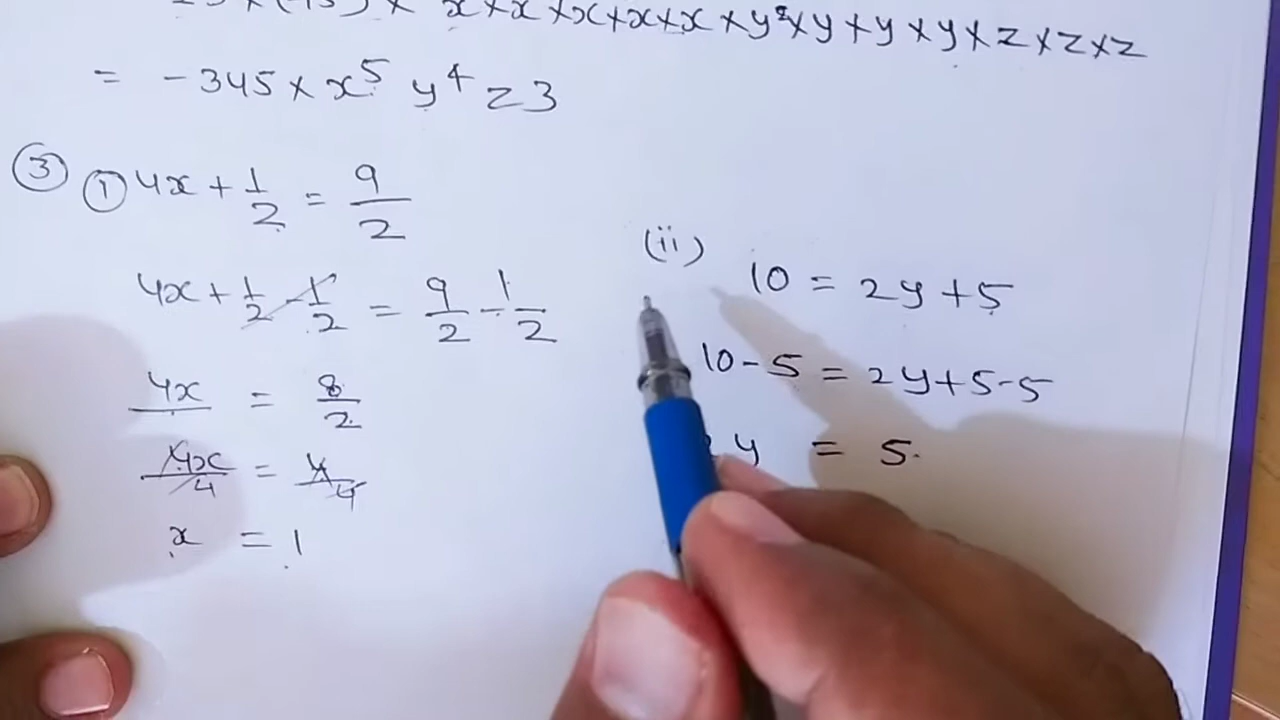 × x × x × x × x × x × y × y × y × y × z × z × z
= -345 × x⁵ y⁴ z3
③ ① 4x + 1/2 = 9/2
4x + 1/2 - 1/2 = 9/2 - 1/2
4x = 8/2
4x/4 = 4/4
x = 1
(ii) 10 = 2y + 5
10 - 5 = 2y + 5 - 5
y = 5